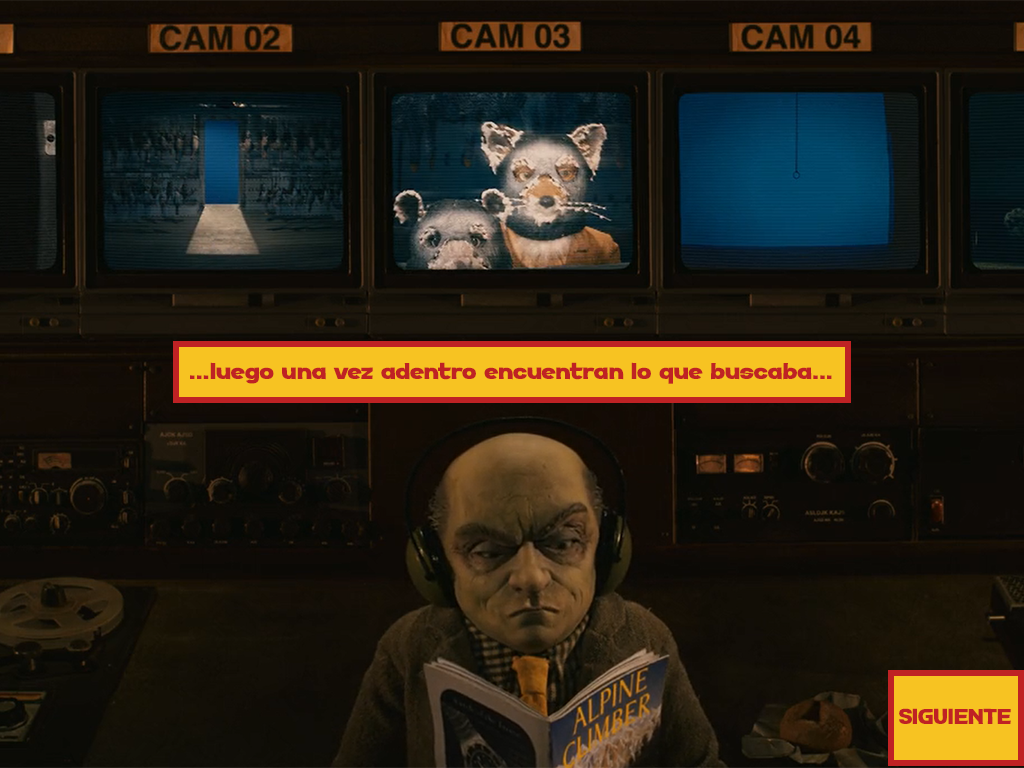 CAM 02
CAM 03
CAM 04
...luego una vez adentro encuentran lo que buscaba...
ALPINE
CLIMBER
SIGUIENTE